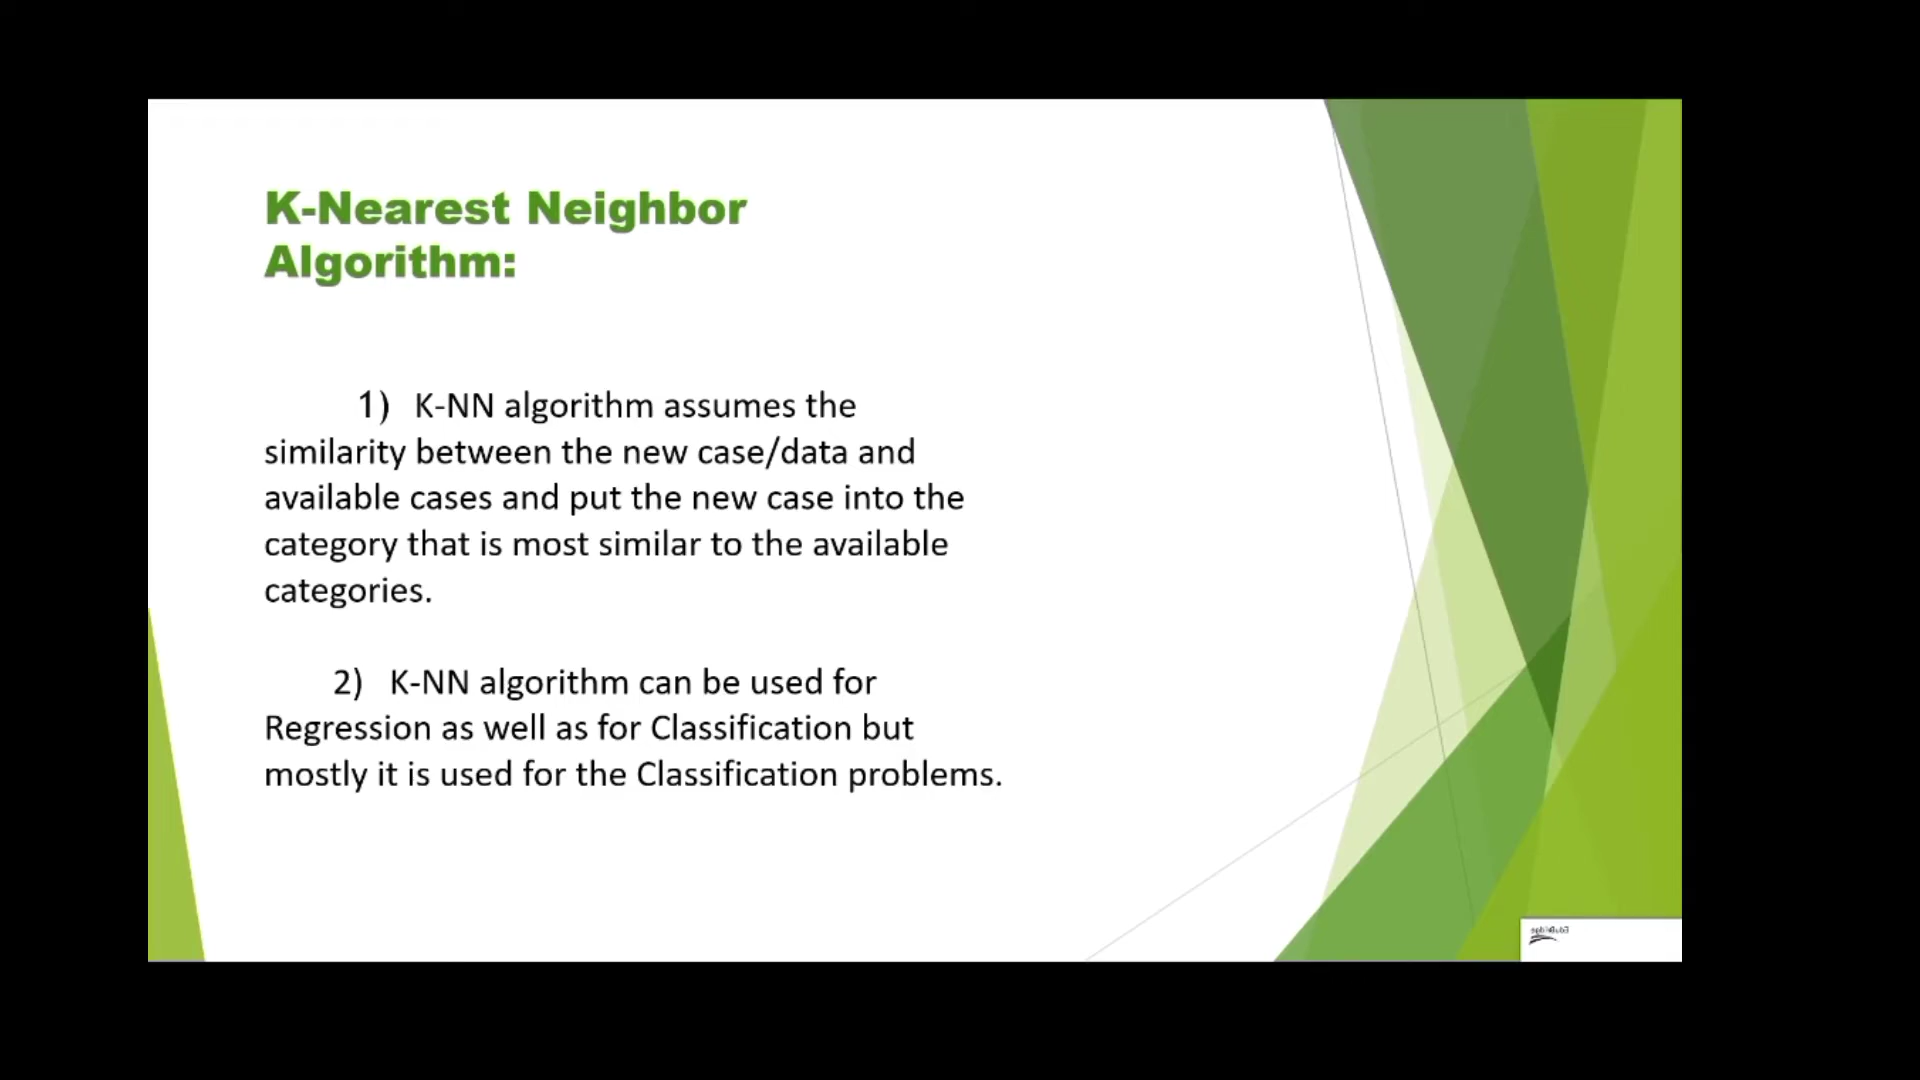 K-Nearest Neighbor
Algorithm:
1) K-NN algorithm assumes the
similarity between the new case/data and
available cases and put the new case into the
category that is most similar to the available
categories.
2) K-NN algorithm can be used for
Regression as well as for Classification but
mostly it is used for the Classification problems.